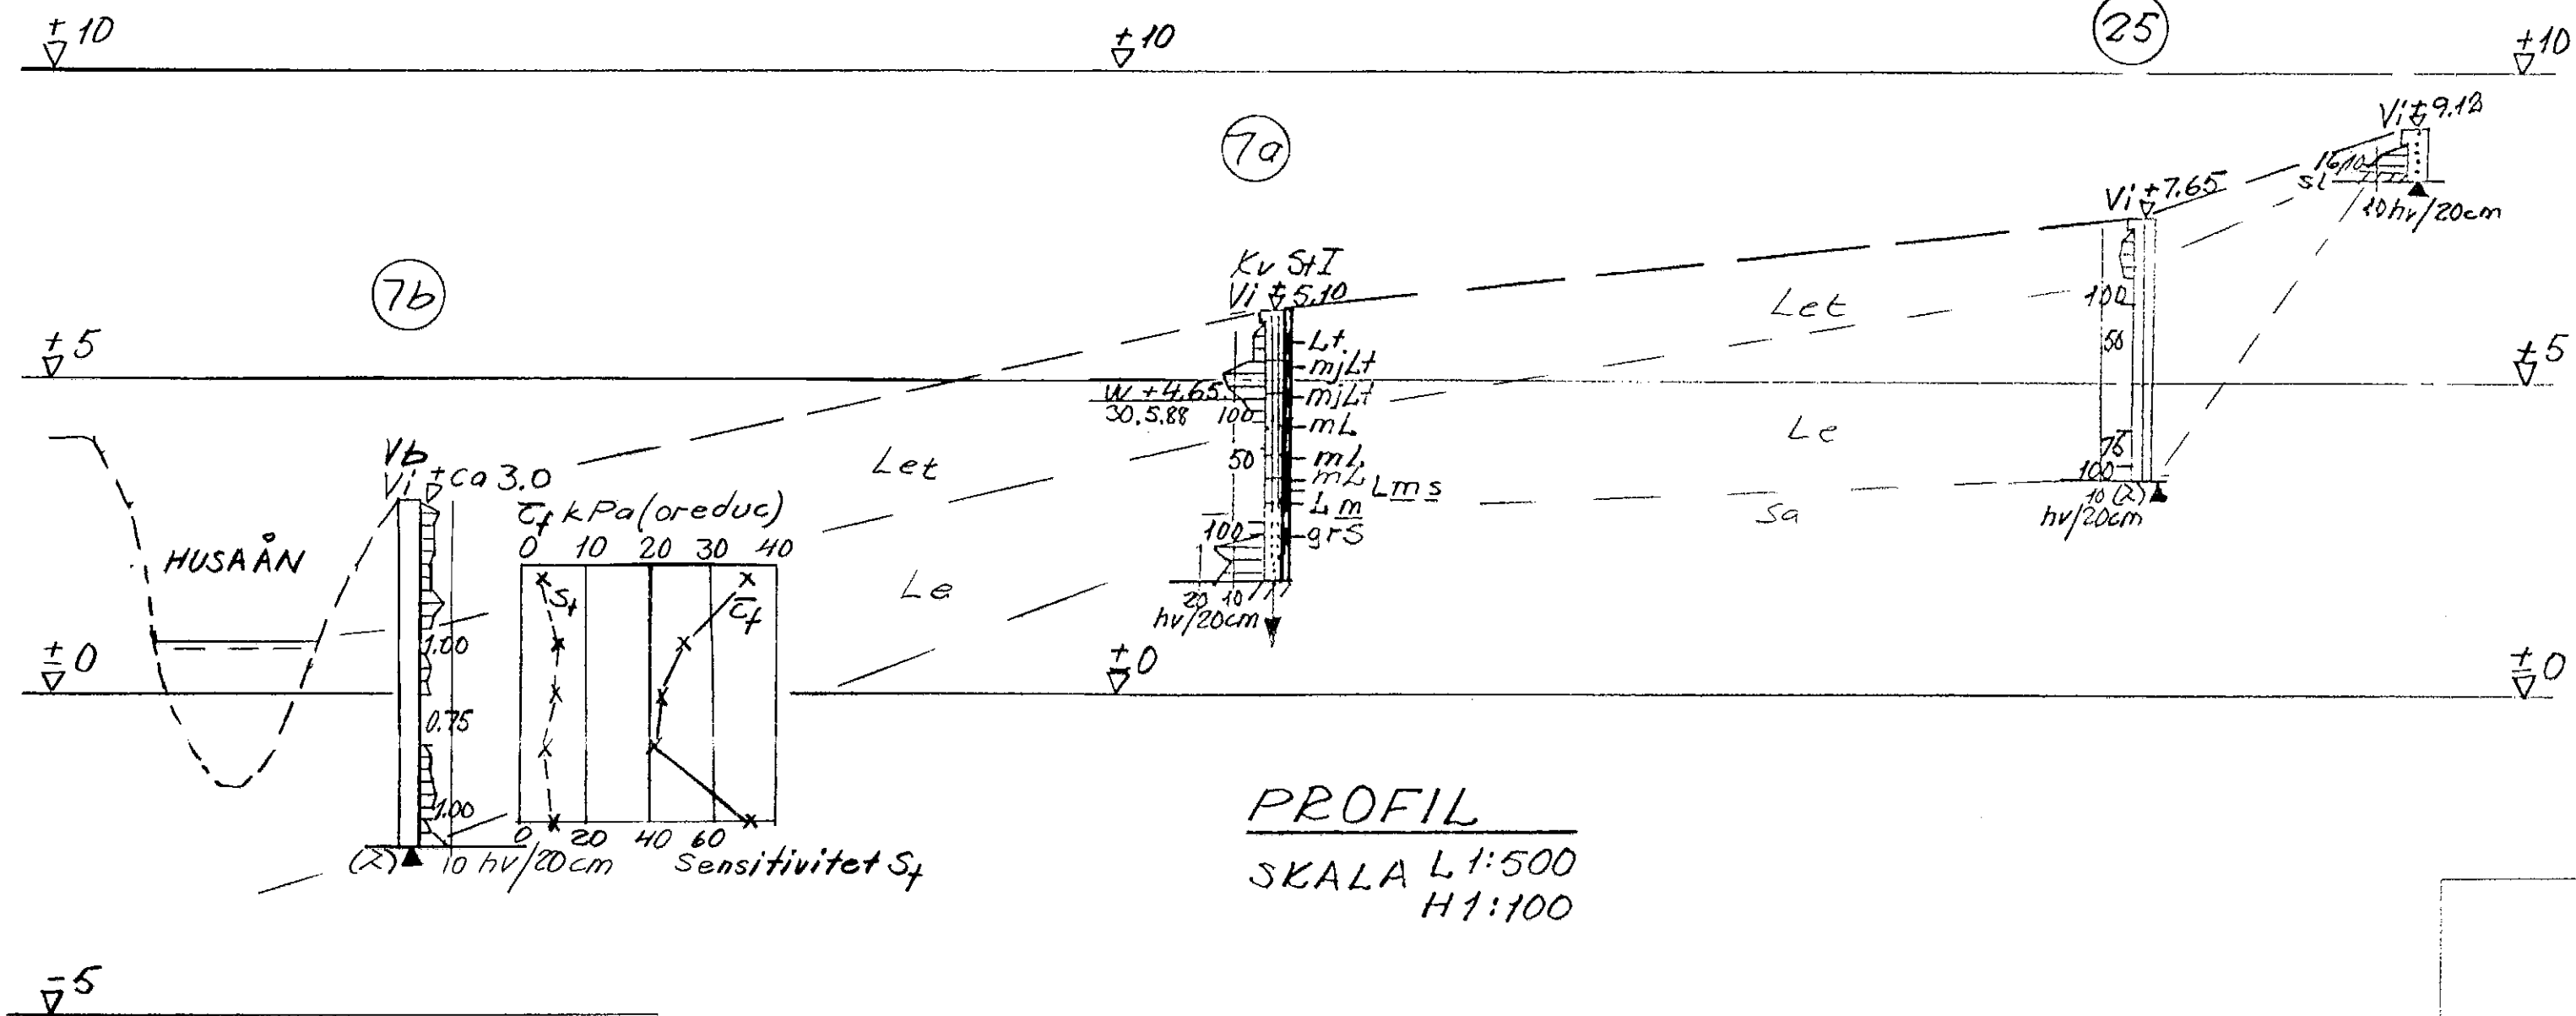 +10
+10
25
+10
7a
Vi +9.12
16/10
sl
10 hv/20cm
Vi +7.65
7b
Kv StI
Vi +5.10
100
Let
50
+5
+5
Lt
mjLt
W +4.65
30.5.88
100
mjLt
mL
Le
Let
50
mL
mL
Lms
Lm
Sa
75
100
10 (2)
hv/20cm
100
grS
Vb
Vi + ca 3.0
τf kPa (oreduc)
0 10 20 30 40
HUSAÅN
St
τf
Le
20 10
hv/20cm
1.00
±0
±0
±0
0.75
1.00
0 20 40 60
(2) 10 hv/20cm
Sensitivitet St
PROFIL
SKALA L 1:500
H 1:100
-5